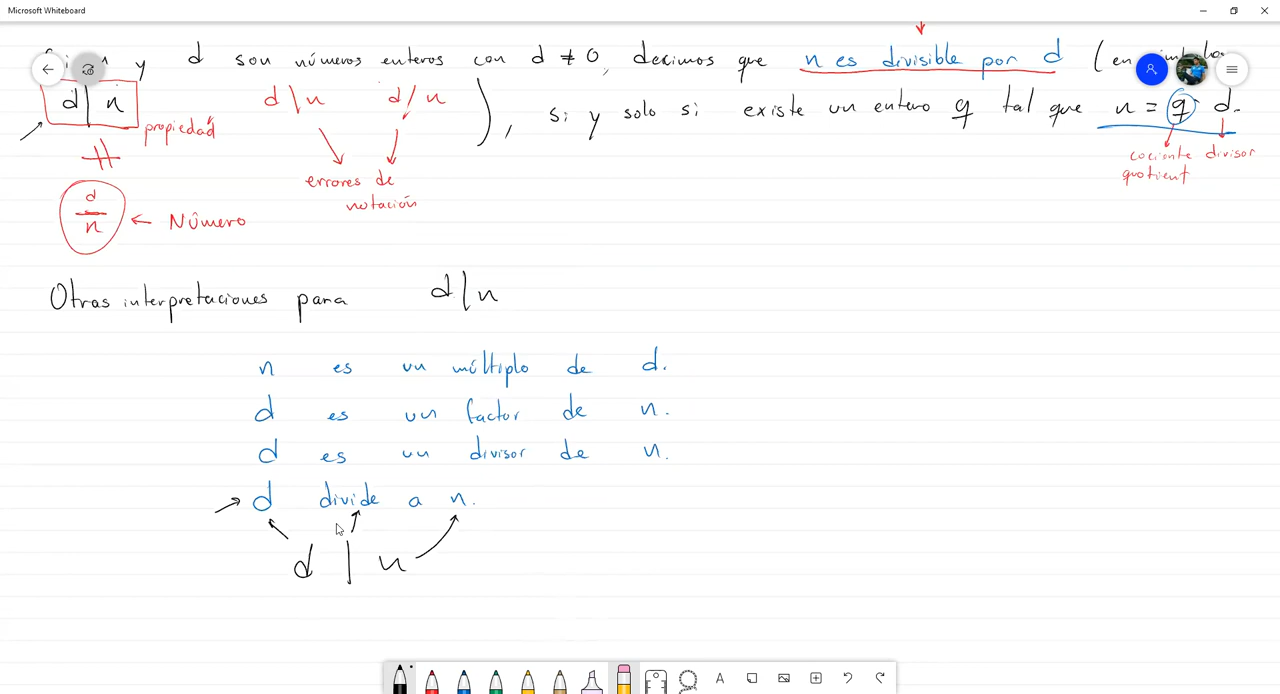 Microsoft Whiteboard
y d son números enteros con d ≠ 0, decimos que n es divisible por d (en
d | n d \ n d / n ), si y solo si existe un entero q tal que n = q · d.
propiedad
cociente divisor
quotient
errores de
notación
d
n
← Número
Otras interpretaciones para d | n
n es un múltiplo de d.
d es un factor de n.
d es un divisor de n.
→ d divide a n.
d | n